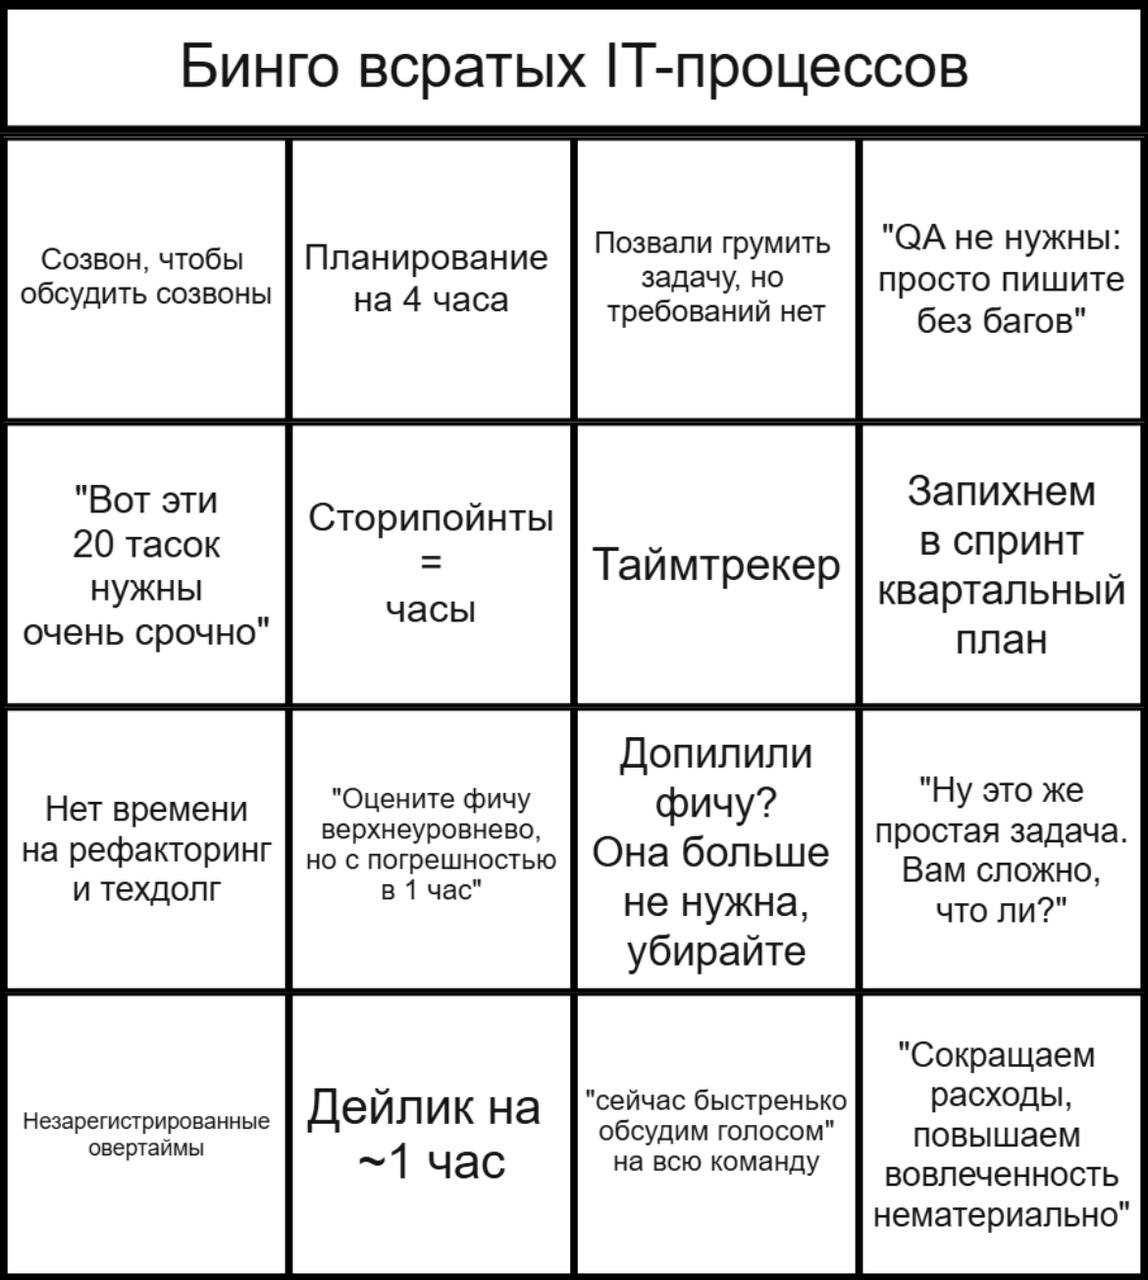 Бинго всратых IT-процессов
Созвон, чтобы
обсудить созвоны
Планирование
на 4 часа
Позвали грумить
задачу, но
требований нет
"QA не нужны:
просто пишите
без багов"
"Вот эти
20 тасок
нужны
очень срочно"
Сторипойнты
=
часы
Таймтрекер
Запихнем
в спринт
квартальный
план
Нет времени
на рефакторинг
и техдолг
"Оцените фичу
верхнеуровнево,
но с погрешностью
в 1 час"
Допилили
фичу?
Она больше
не нужна,
убирайте
"Ну это же
простая задача.
Вам сложно,
что ли?"
Незарегистрированные
овертаймы
Дейлик на
~1 час
"сейчас быстренько
обсудим голосом"
на всю команду
"Сокращаем
расходы,
повышаем
вовлеченность
нематериально"